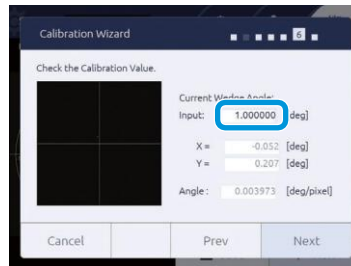 Calibration Wizard
6
Check the Calibration Value.
Current Wedge Angle:
Input: 1.000000 [deg]
X = -0.052 [deg]
Y = 0.207 [deg]
Angle : 0.003973 [deg/pixel]
Cancel Prev Next